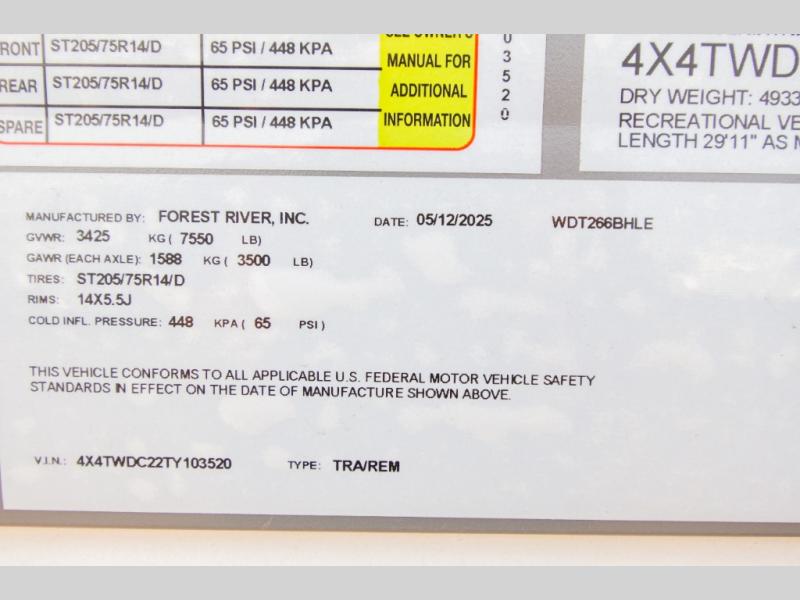 SEE OWNER'S
FRONT ST205/75R14/D 65 PSI / 448 KPA MANUAL FOR
REAR ST205/75R14/D 65 PSI / 448 KPA ADDITIONAL
SPARE ST205/75R14/D 65 PSI / 448 KPA INFORMATION
0
3
5
2
0
4X4TWD
DRY WEIGHT: 4933
RECREATIONAL VE
LENGTH 29'11" AS M
MANUFACTURED BY: FOREST RIVER, INC. DATE: 05/12/2025 WDT266BHLE
GVWR: 3425 KG ( 7550 LB)
GAWR (EACH AXLE): 1588 KG ( 3500 LB)
TIRES: ST205/75R14/D
RIMS: 14X5.5J
COLD INFL. PRESSURE: 448 KPA ( 65 PSI )
THIS VEHICLE CONFORMS TO ALL APPLICABLE U.S. FEDERAL MOTOR VEHICLE SAFETY
STANDARDS IN EFFECT ON THE DATE OF MANUFACTURE SHOWN ABOVE.
V.I.N.: 4X4TWDC22TY103520 TYPE: TRA/REM